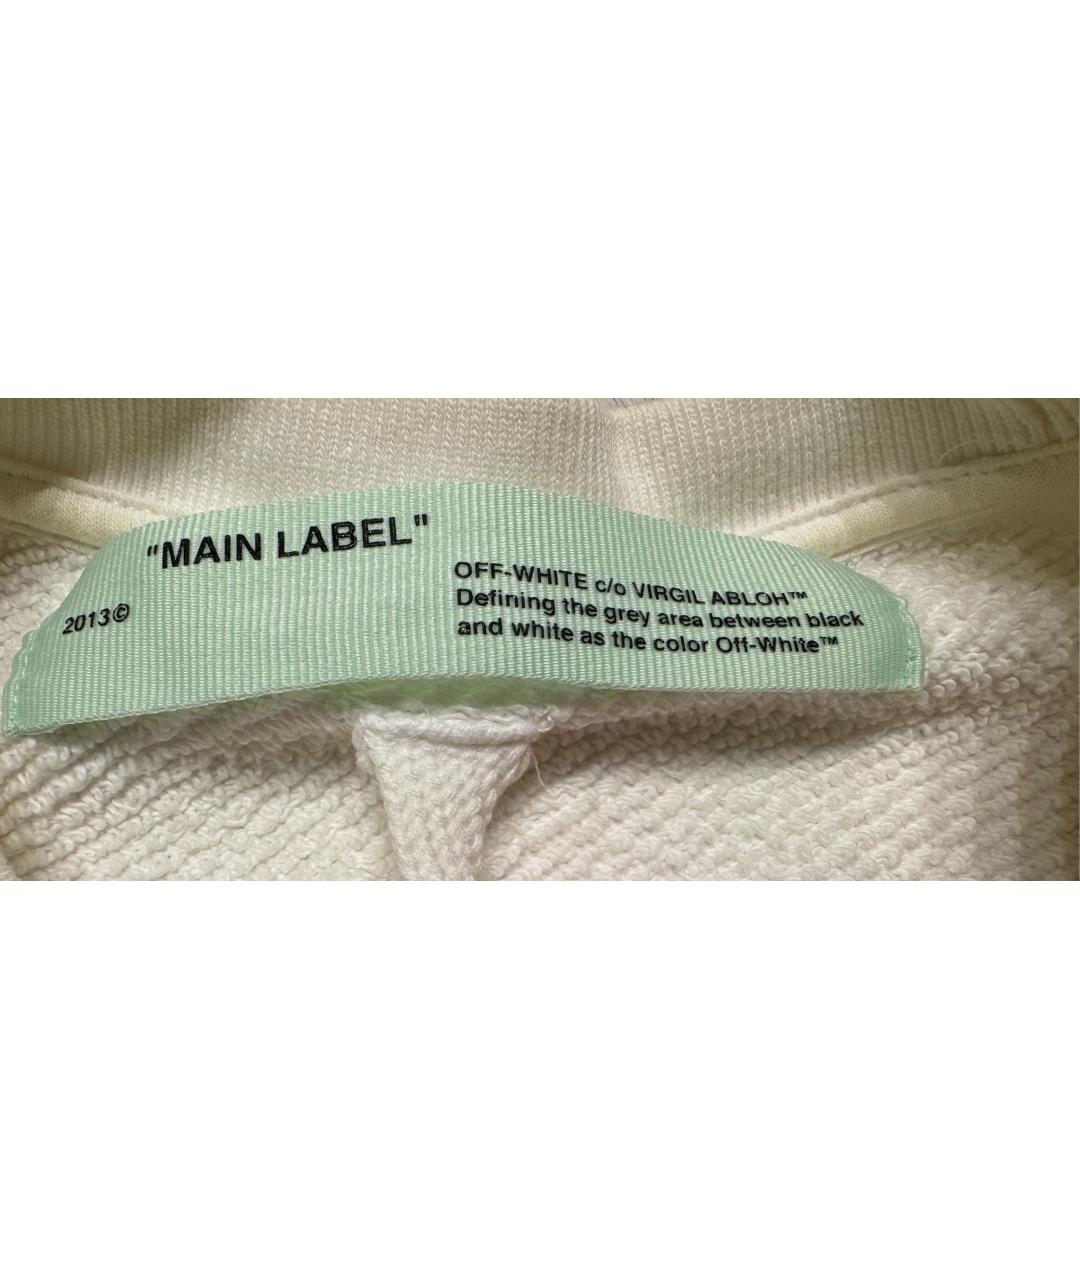 "MAIN LABEL"
2013©
OFF-WHITE c/o VIRGIL ABLOH™
Defining the grey area between black
and white as the color Off-White™